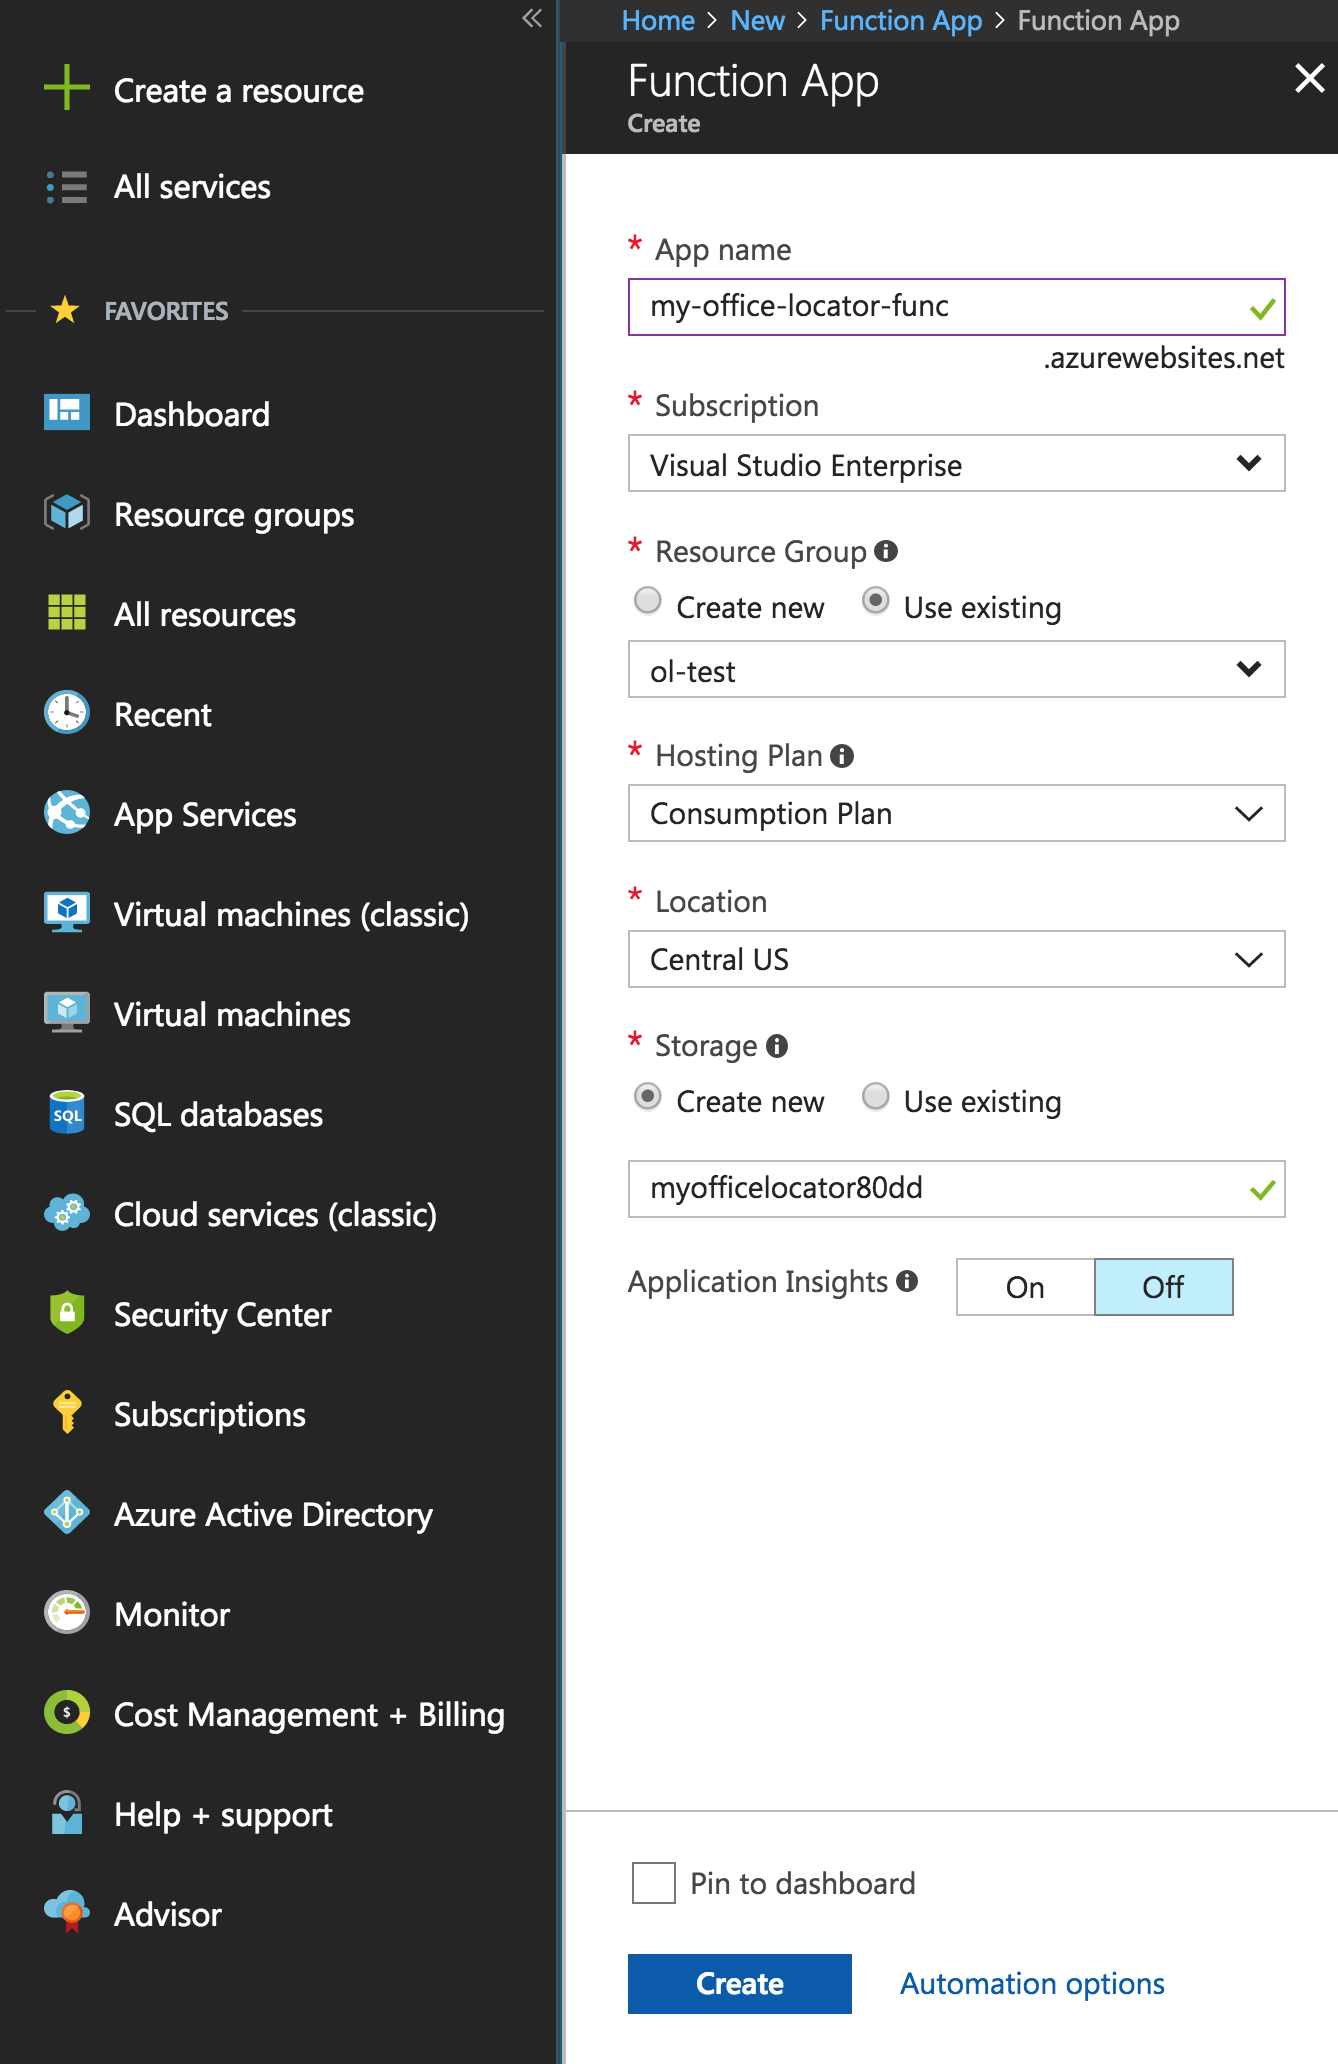 Create a resource
All services
FAVORITES
Dashboard
Resource groups
All resources
Recent
App Services
Virtual machines (classic)
Virtual machines
SQL
SQL databases
Cloud services (classic)
Security Center
Subscriptions
Azure Active Directory
Monitor
$
Cost Management + Billing
Help + support
Advisor
Home > New > Function App > Function App
Function App
Create
* App name
my-office-locator-func
.azurewebsites.net
* Subscription
Visual Studio Enterprise
* Resource Group
Create new Use existing
ol-test
* Hosting Plan
Consumption Plan
* Location
Central US
* Storage
Create new Use existing
myofficelocator80dd
Application Insights On Off
Pin to dashboard
Create Automation options